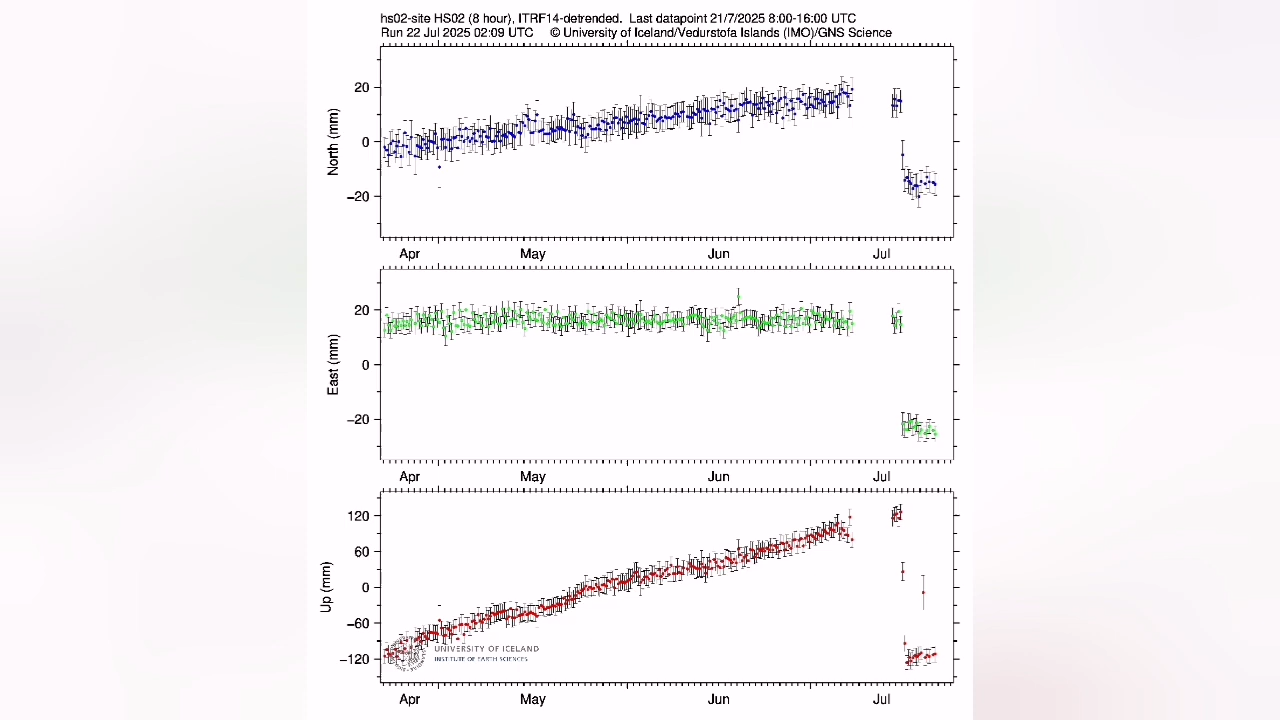 hs02-site HS02 (8 hour), ITRF14-detrended. Last datapoint 21/7/2025 8:00-16:00 UTC
Run 22 Jul 2025 02:09 UTC © University of Iceland/Vedurstofa Islands (IMO)/GNS Science
20
0
−20
North (mm)
Apr May Jun Jul
20
0
−20
East (mm)
Apr May Jun Jul
120
60
0
−60
−120
Up (mm)
UNIVERSITY OF ICELAND
INSTITUTE OF EARTH SCIENCES
Apr May Jun Jul